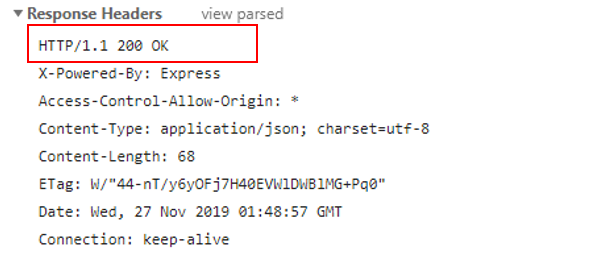 ▼ Response Headers view parsed
HTTP/1.1 200 OK
X-Powered-By: Express
Access-Control-Allow-Origin: *
Content-Type: application/json; charset=utf-8
Content-Length: 68
ETag: W/"44-nT/y6yOFj7H40EVWlDWBlMG+Pq0"
Date: Wed, 27 Nov 2019 01:48:57 GMT
Connection: keep-alive